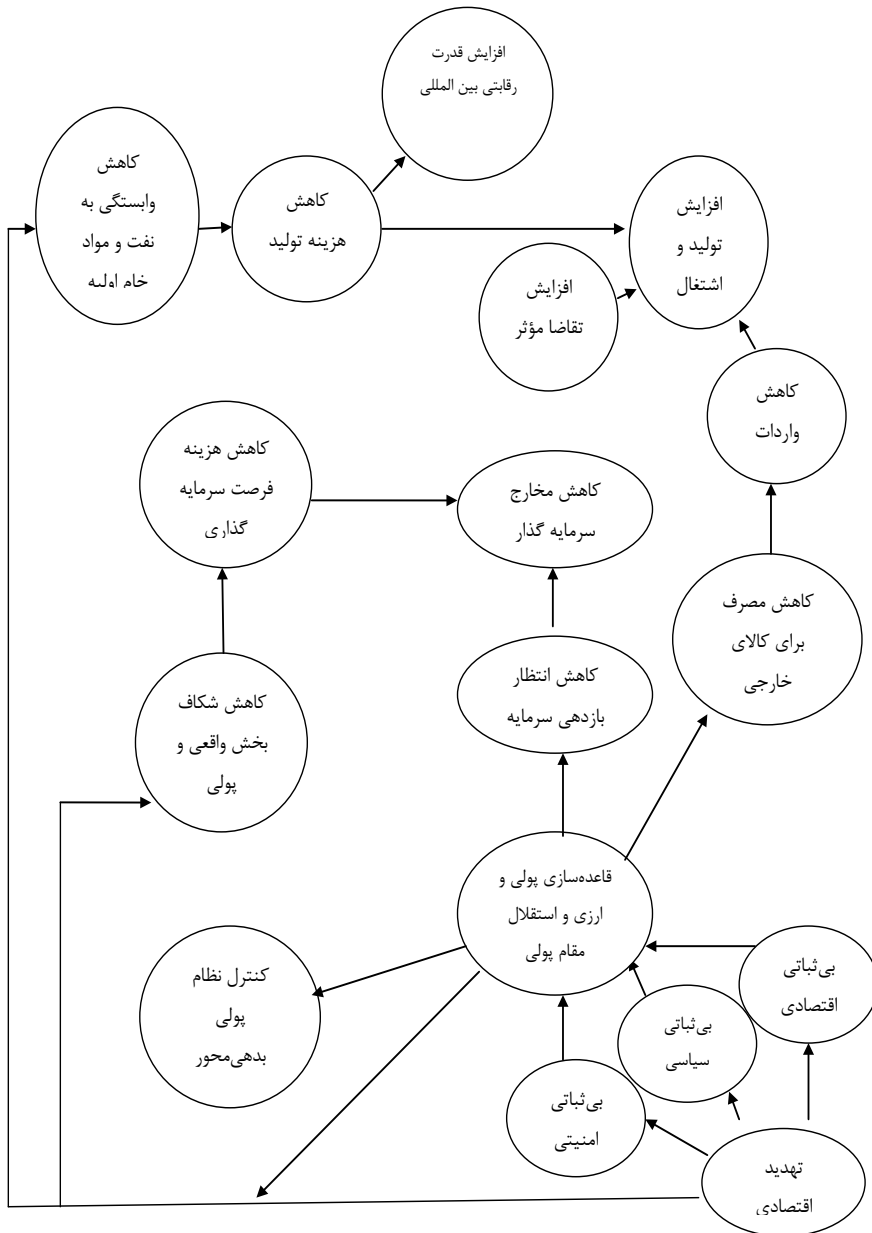 افزایش قدرت
رقابتی بین المللی
کاهش
وابستگی به
نفت و مواد
خام اولیه
کاهش
هزینه تولید
افزایش
تولید و
اشتغال
افزایش
تقاضا مؤثر
کاهش
واردات
کاهش هزینه
فرصت سرمایه
گذاری
کاهش مخارج
سرمایه گذار
کاهش مصرف
برای کالای
خارجی
کاهش انتظار
بازدهی سرمایه
کاهش شکاف
بخش واقعی و
پولی
قاعده‌سازی پولی و
ارزی و استقلال
مقام پولی
کنترل نظام
پولی
بدهی‌محور
بی‌ثباتی
اقتصادی
بی‌ثباتی
سیاسی
بی‌ثباتی
امنیتی
تهدید
اقتصادی